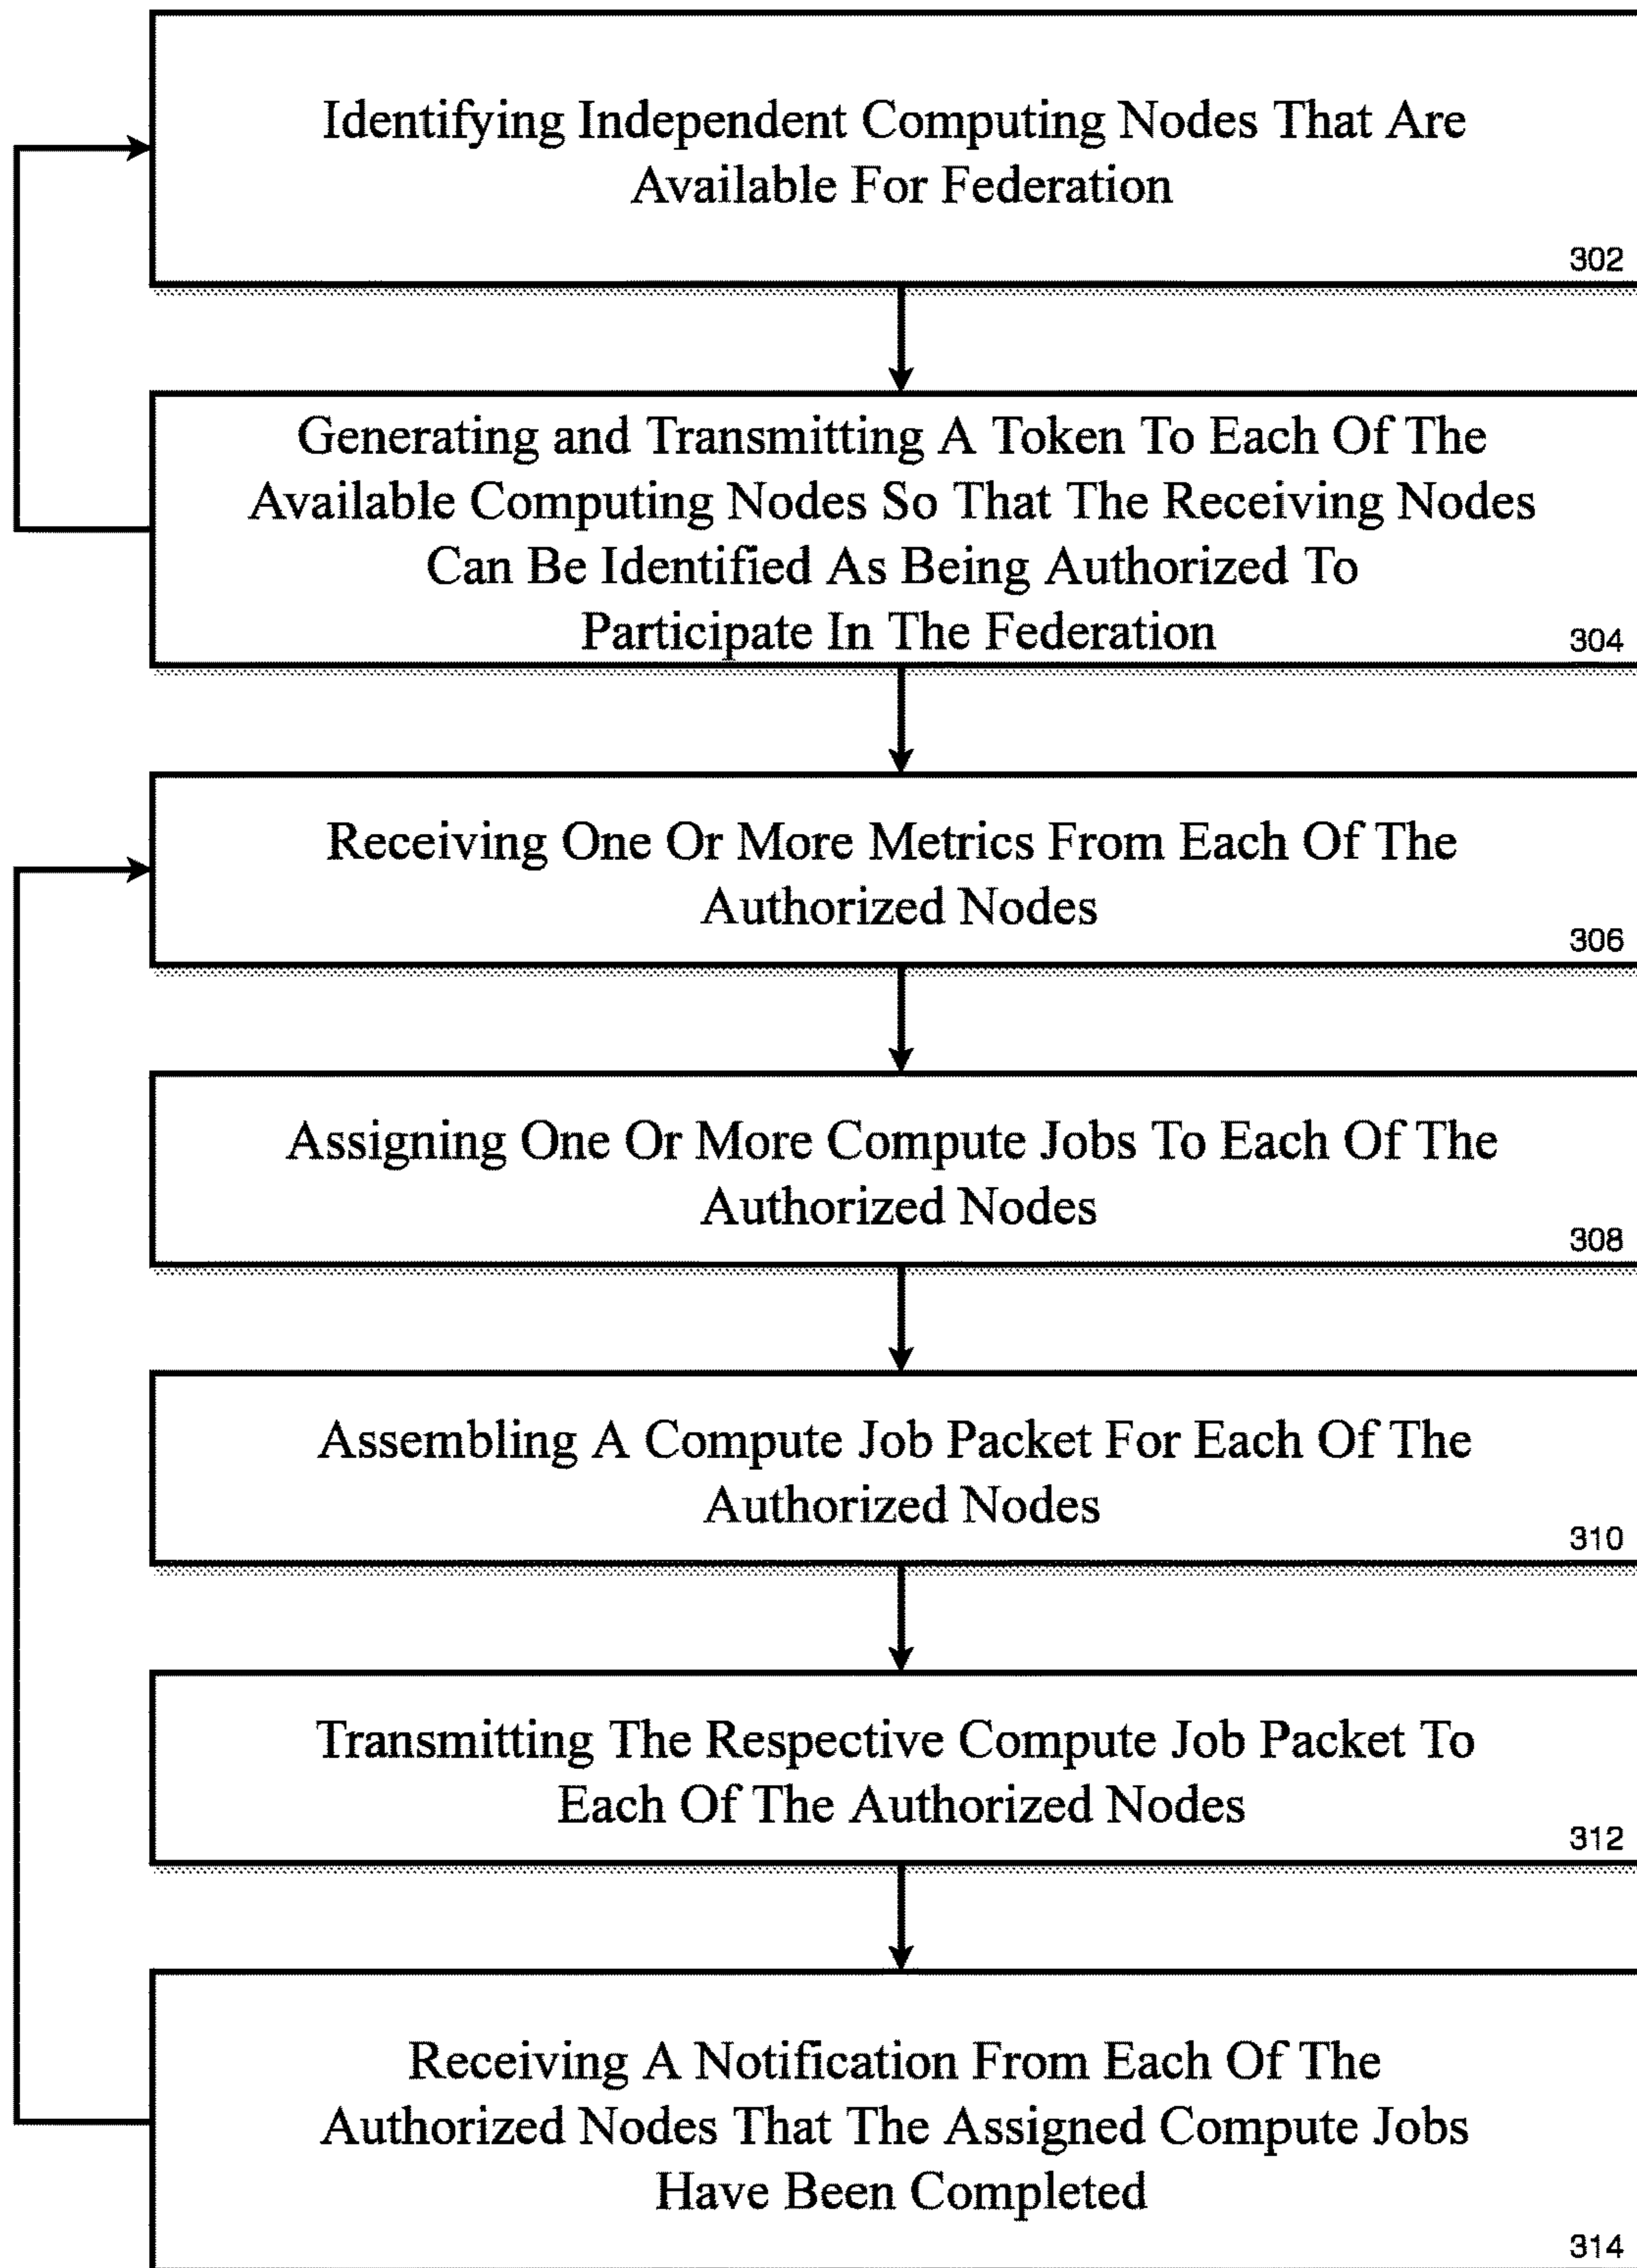 Identifying Independent Computing Nodes That Are
Available For Federation
302
Generating and Transmitting A Token To Each Of The
Available Computing Nodes So That The Receiving Nodes
Can Be Identified As Being Authorized To
Participate In The Federation
304
Receiving One Or More Metrics From Each Of The
Authorized Nodes
306
Assigning One Or More Compute Jobs To Each Of The
Authorized Nodes
308
Assembling A Compute Job Packet For Each Of The
Authorized Nodes
310
Transmitting The Respective Compute Job Packet To
Each Of The Authorized Nodes
312
Receiving A Notification From Each Of The
Authorized Nodes That The Assigned Compute Jobs
Have Been Completed
314